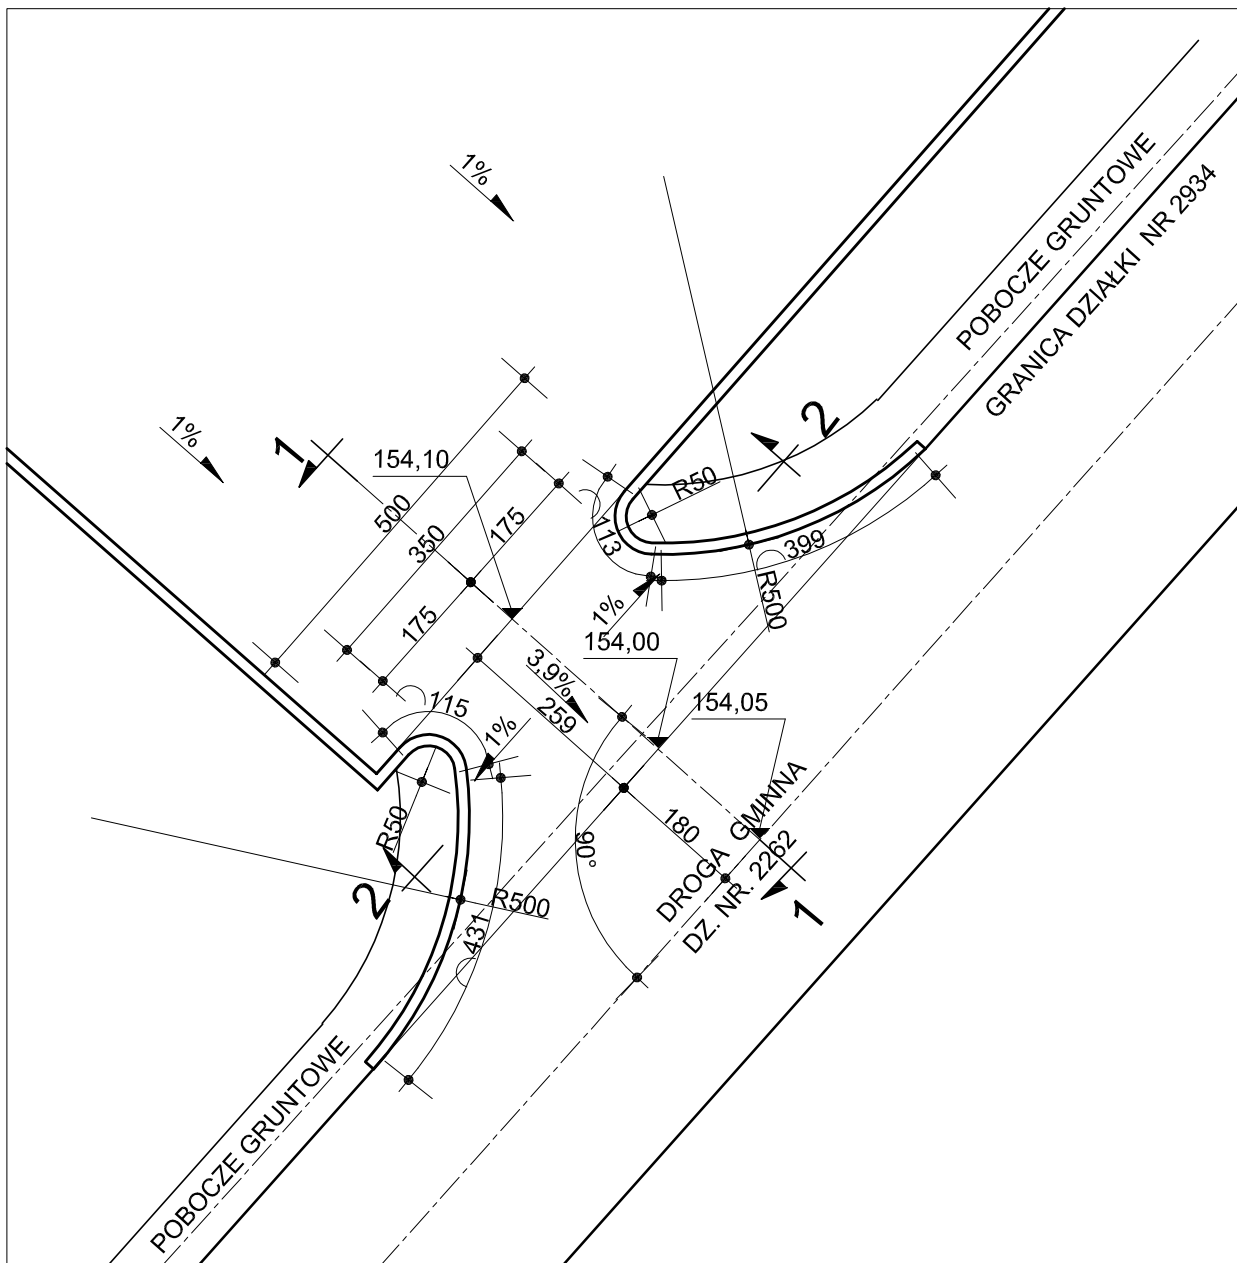 1%
POBOCZE GRUNTOWE
GRANICA DZIAŁKI NR 2934
2
1%
1
154,10
R50
500
175
350
113
399
1%
R500
175
154,00
3,9%
115
259
154,05
1%
180
DROGA GMINNA
DZ. NR. 2262
90°
R50
2
R500
1
431
POBOCZE GRUNTOWE